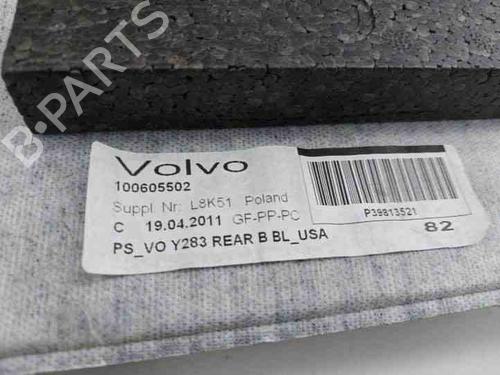 B-PARTS
Volvo
100605502
Suppl. Nr: L8K51 Poland
C 19.04.2011 GF-PP-PC
PS_VO Y283 REAR B BL_USA
P39813521
82